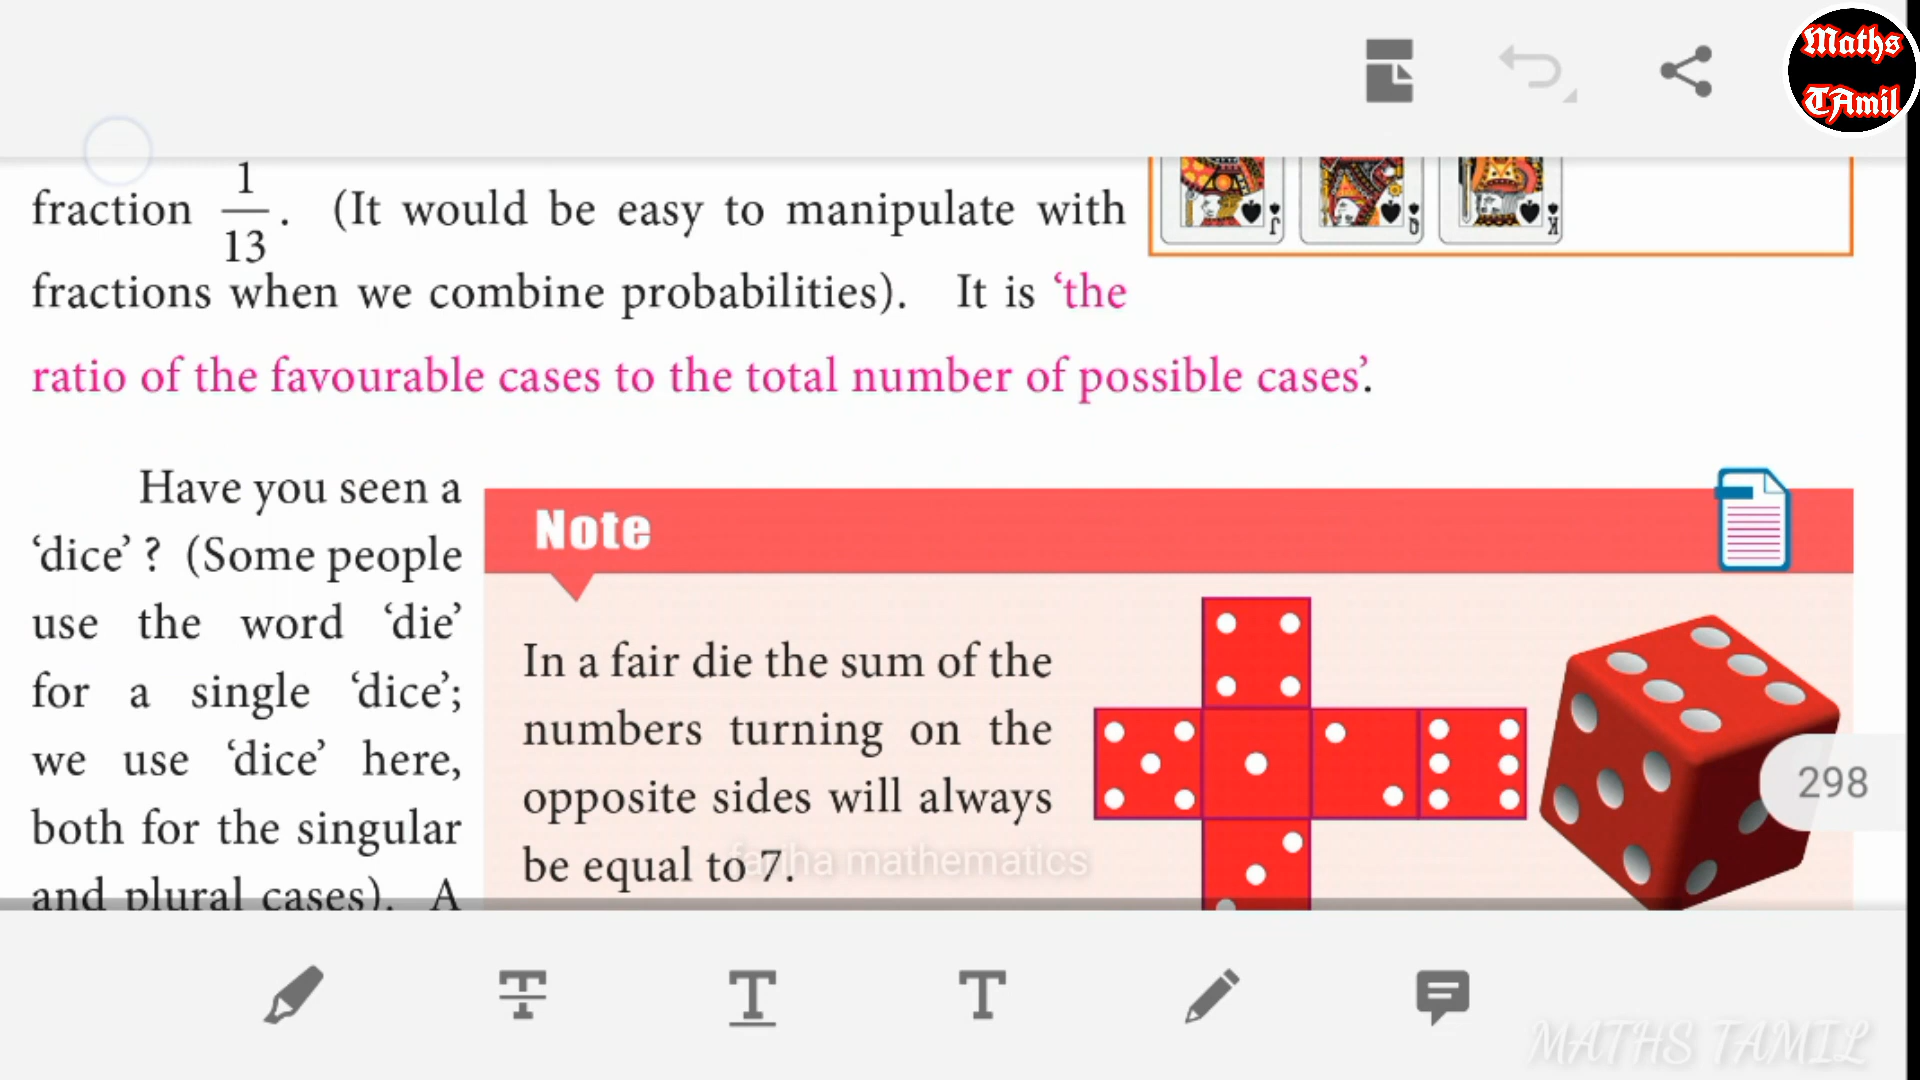 Maths
TAmil
fraction 1/13. (It would be easy to manipulate with
fractions when we combine probabilities). It is ‘the
ratio of the favourable cases to the total number of possible cases’.
Have you seen a
‘dice’ ? (Some people
use the word ‘die’
for a single ‘dice’;
we use ‘dice’ here,
both for the singular
and plural cases). A
Note
In a fair die the sum of the
numbers turning on the
opposite sides will always
be equal to 7.
mathematics
J
Q
K
298
MATHS TAMIL